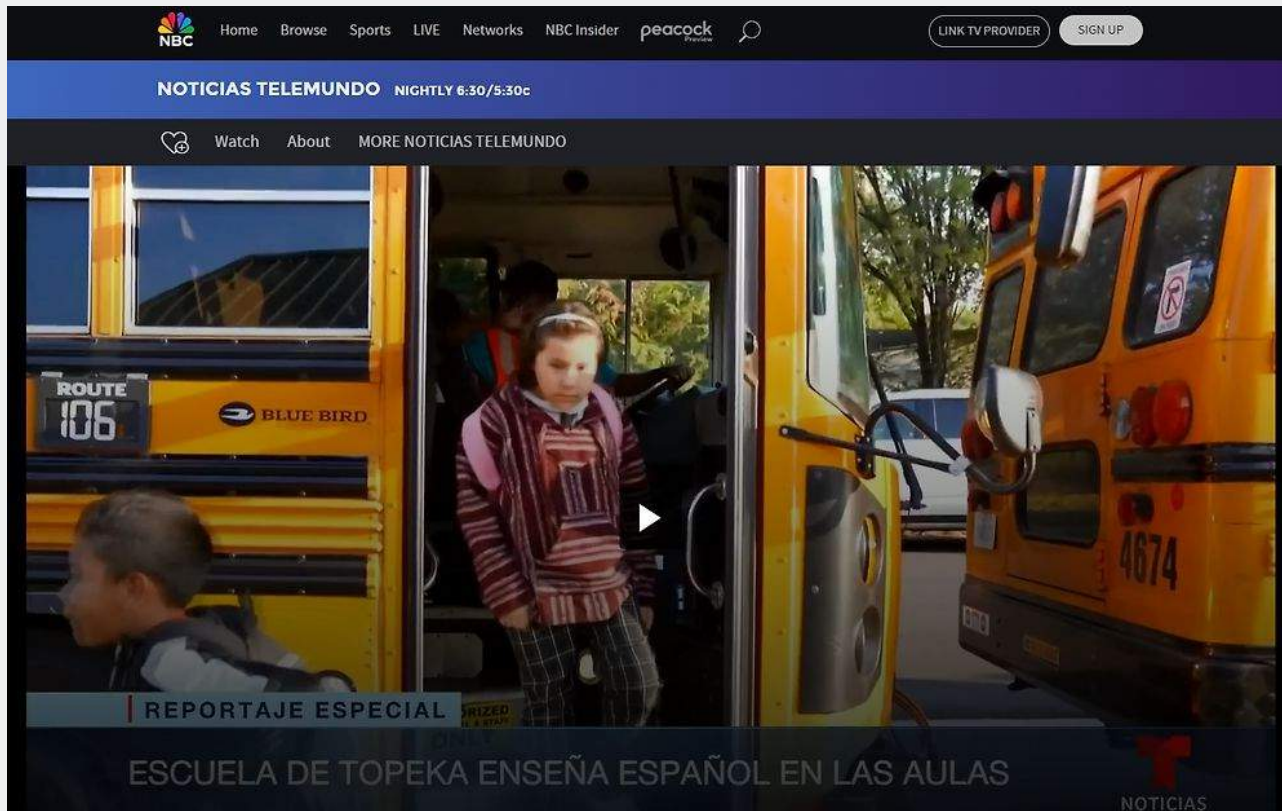 NBC
Home Browse Sports LIVE Networks NBC Insider peacock Preview LINK TV PROVIDER SIGN UP
NOTICIAS TELEMUNDO NIGHTLY 6:30/5:30c
Watch About MORE NOTICIAS TELEMUNDO
ROUTE
106
BLUE BIRD
4674
REPORTAJE ESPECIAL
ORIZED
ONLY
ESCUELA DE TOPEKA ENSEÑA ESPAÑOL EN LAS AULAS
NOTICIAS